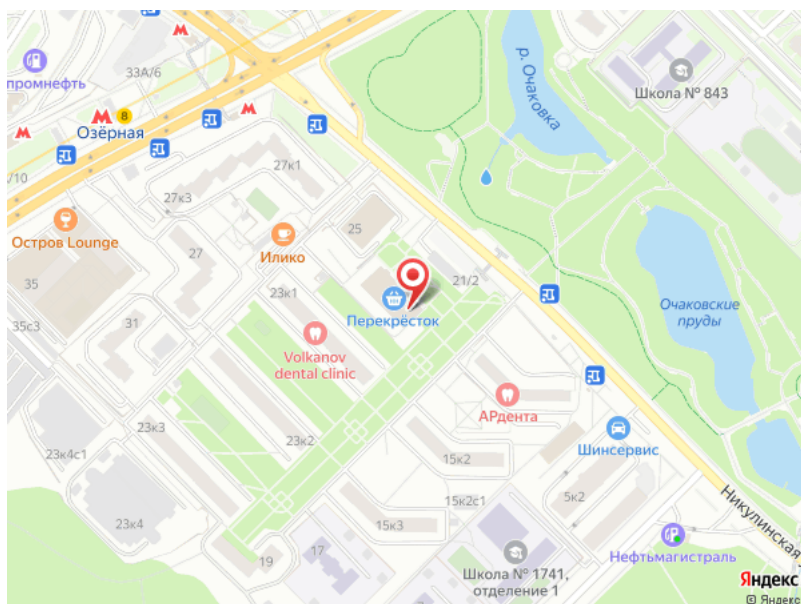 33А/6
промнефть
8
Озёрная
р. Очаковка
Школа № 843
/10
27к1
27к3
25
Остров Lounge
27
Илико
35
21/2
23к1
Перекрёсток
Очаковские
пруды
35с3
31
Volkanov
dental clinic
АРдента
23к3
23к2
Шинсервис
23к4с1
15к2
15к2с1
5к2
Никулинская
23к4
15к3
17
19
Нефтьмагистраль
Школа № 1741,
отделение 1
Яндекс
© Яндекс